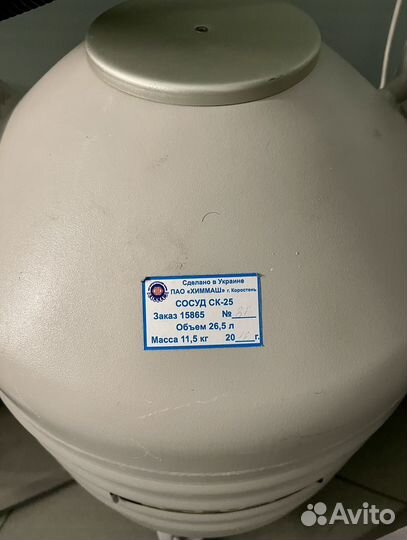 Сделано в Украине
ПАО «ХИММАШ» г. Коростень
СОСУД СК-25
Заказ 15865 №
Объем 26,5 л
Масса 11,5 кг 20 г.
Avito